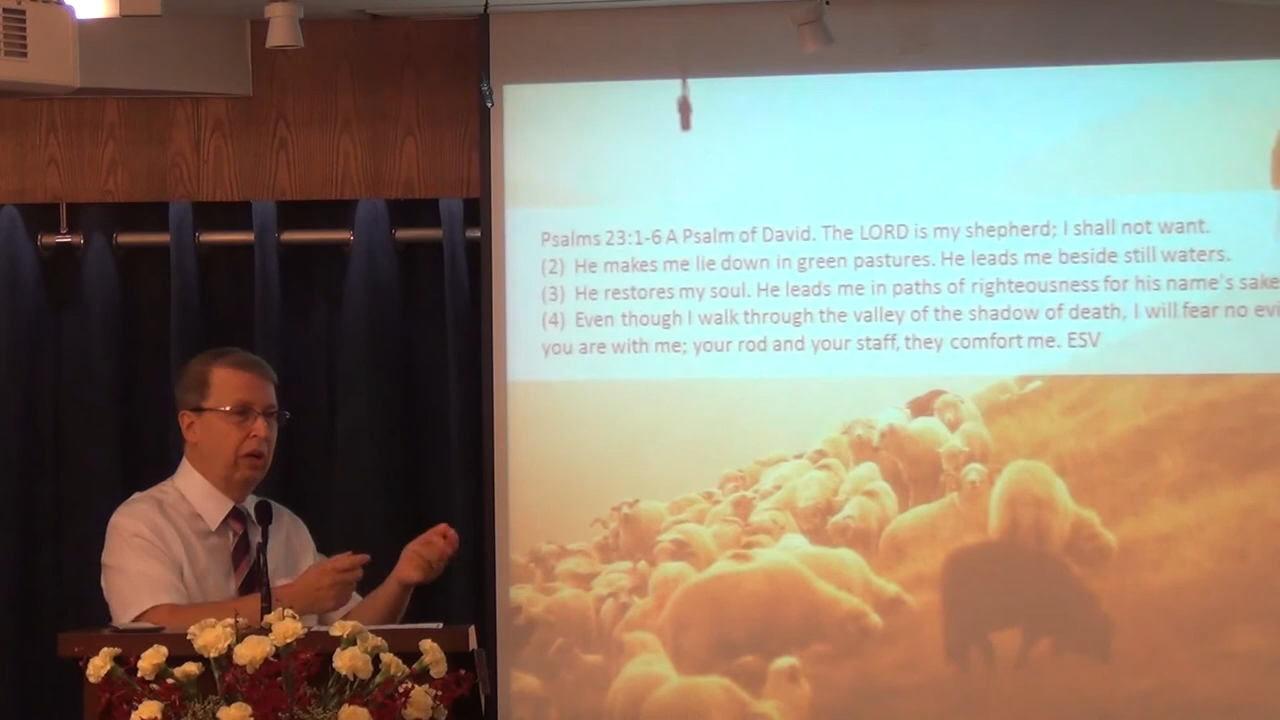 Psalms 23:1-6 A Psalm of David. The LORD is my shepherd; I shall not want.
(2) He makes me lie down in green pastures. He leads me beside still waters.
(3) He restores my soul. He leads me in paths of righteousness for his name's sake
(4) Even though I walk through the valley of the shadow of death, I will fear no evi
you are with me; your rod and your staff, they comfort me. ESV